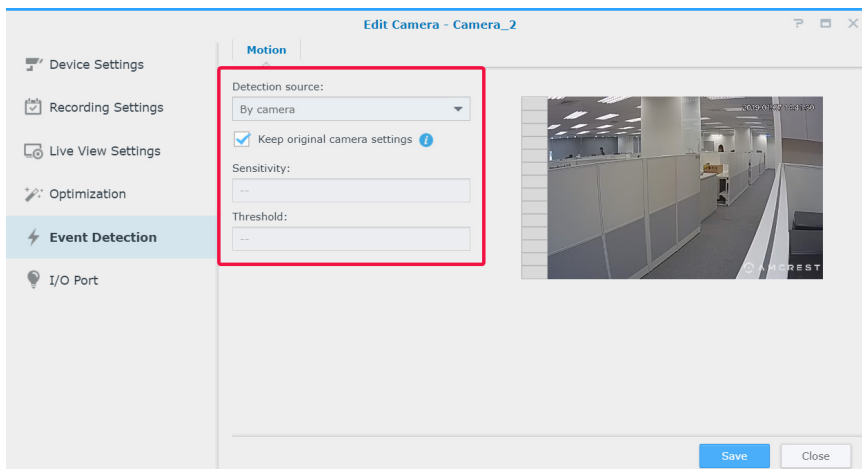 Edit Camera - Camera_2
Device Settings
Recording Settings
Live View Settings
Optimization
Event Detection
I/O Port
Motion
Detection source:
By camera
Keep original camera settings
Sensitivity:
--
Threshold:
--
AMCREST
Save
Close